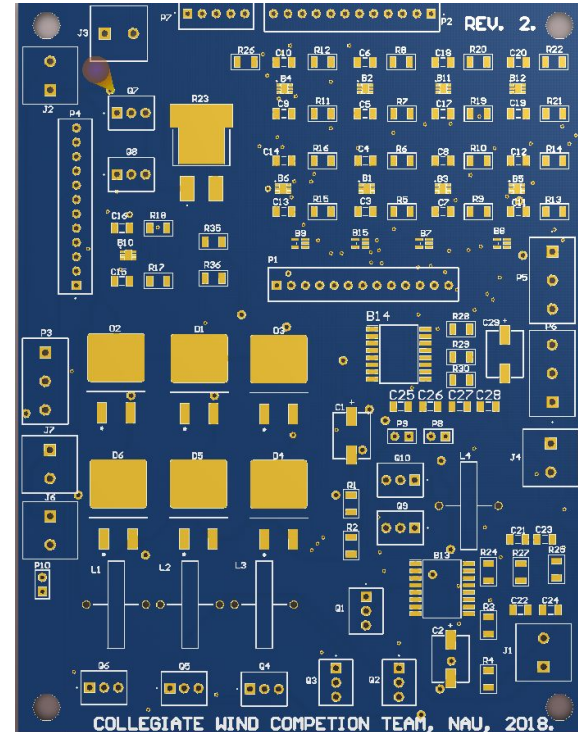 J3
P7
P2
REV. 2.
R26 C10 R12 C6 R8 C18 R20 C20 R22
J2
Q7
R23
B4 B2 B11 B12
P4
C9 R11 C5 R7 C17 R19 C19 R21
Q8
C14 R16 C4 R6 C8 R10 C12 R14
B6 B1 B3 B5
C16 R18
C13 R15 C3 R5 C7 R9 C11 R13
R35
B10
B9 B15 B7 B8
C15 R17 R36
P1
P5
P3
D2 D1 D3
B14
R28
C29
P6
R29
R30
C25 C26 C27 C28
C1 +
P9 P8
J7
J4
D6 D5 D4
Q10
L4
R1
J6
Q9
R2
C21 C23
P10
L1 L2 L3
B13
R24 R27 R25
Q1
C22 C24
R3
C2 +
J1
Q6 Q5 Q4 Q3 Q2
R4
COLLEGIATE WIND COMPETION TEAM, NAU, 2018.